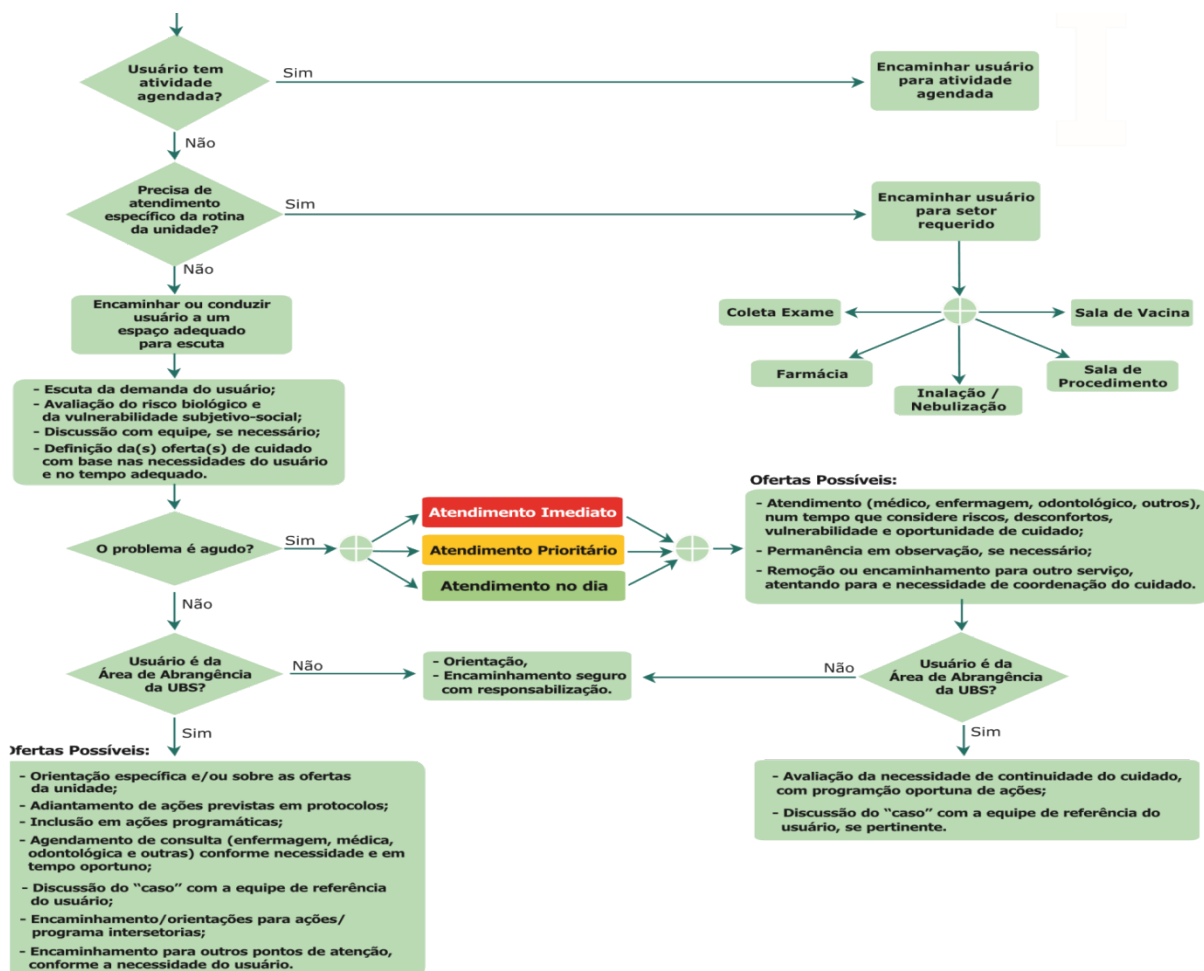 Usuário tem
atividade
agendada?
Sim
Encaminhar usuário
para atividade
agendada
Não
Precisa de
atendimento
específico da rotina
da unidade?
Sim
Encaminhar usuário
para setor
requerido
Não
Encaminhar ou conduzir
usuário a um
espaço adequado
para escuta
Coleta Exame
Sala de Vacina
Farmácia
Sala de
Procedimento
Inalação /
Nebulização
- Escuta da demanda do usuário;
- Avaliação do risco biológico e
da vulnerabilidade subjetivo-social;
- Discussão com equipe, se necessário;
- Definição da(s) oferta(s) de cuidado
com base nas necessidades do usuário
e no tempo adequado.
O problema é agudo?
Sim
Atendimento Imediato
Atendimento Prioritário
Atendimento no dia
Ofertas Possíveis:
- Atendimento (médico, enfermagem, odontológico, outros),
num tempo que considere riscos, desconfortos,
vulnerabilidade e oportunidade de cuidado;
- Permanência em observação, se necessário;
- Remoção ou encaminhamento para outro serviço,
atentando para e necessidade de coordenação do cuidado.
Não
Usuário é da
Área de Abrangência
da UBS?
Não
- Orientação,
- Encaminhamento seguro
com responsabilização.
Não
Usuário é da
Área de Abrangência
da UBS?
Sim
Sim
Ofertas Possíveis:
- Orientação específica e/ou sobre as ofertas
da unidade;
- Adiantamento de ações previstas em protocolos;
- Inclusão em ações programáticas;
- Agendamento de consulta (enfermagem, médica,
odontológica e outras) conforme necessidade e em
tempo oportuno;
- Discussão do “caso” com a equipe de referência
do usuário;
- Encaminhamento/orientações para ações/
programa intersetorias;
- Encaminhamento para outros pontos de atenção,
conforme a necessidade do usuário.
- Avaliação da necessidade de continuidade do cuidado,
com programção oportuna de ações;
- Discussão do “caso” com a equipe de referência do
usuário, se pertinente.